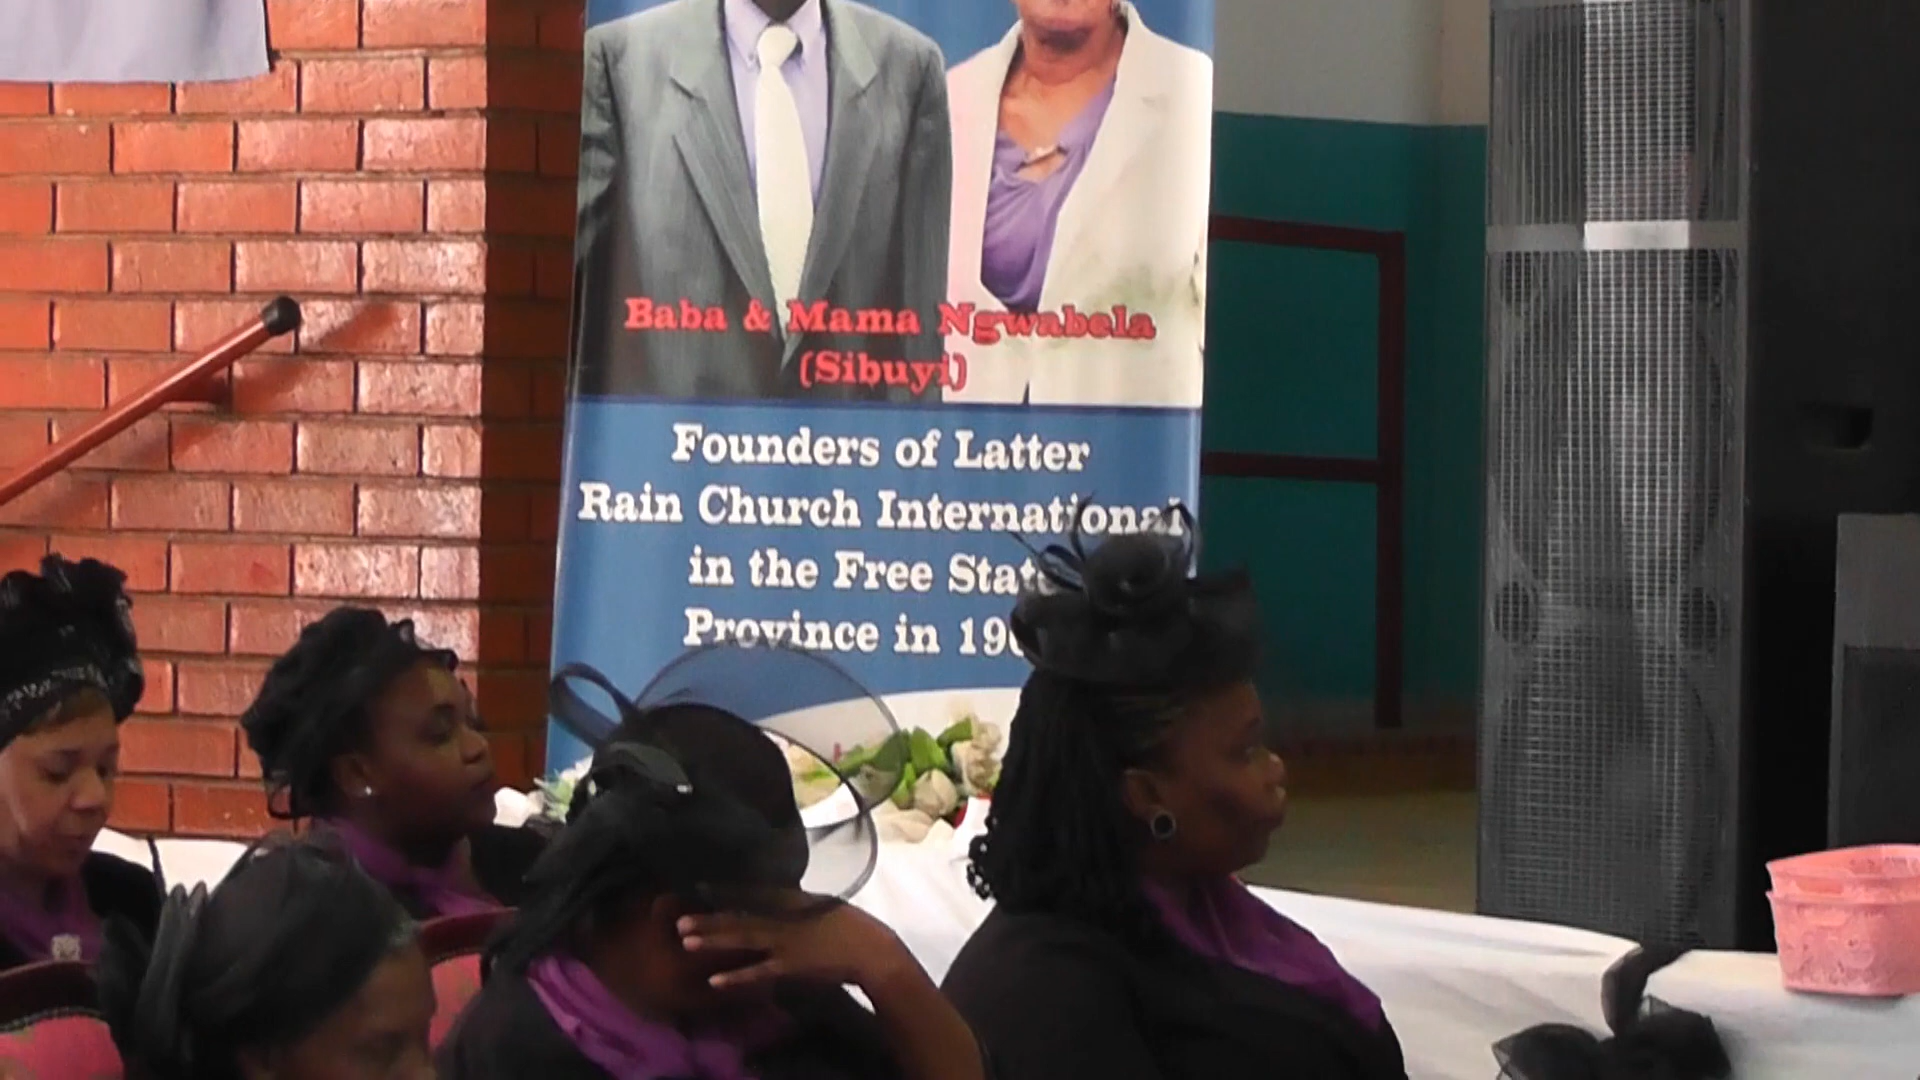 Baba & Mama Ngwabela
(Sibuyi)
Founders of Latter
Rain Church International
in the Free State
Province in